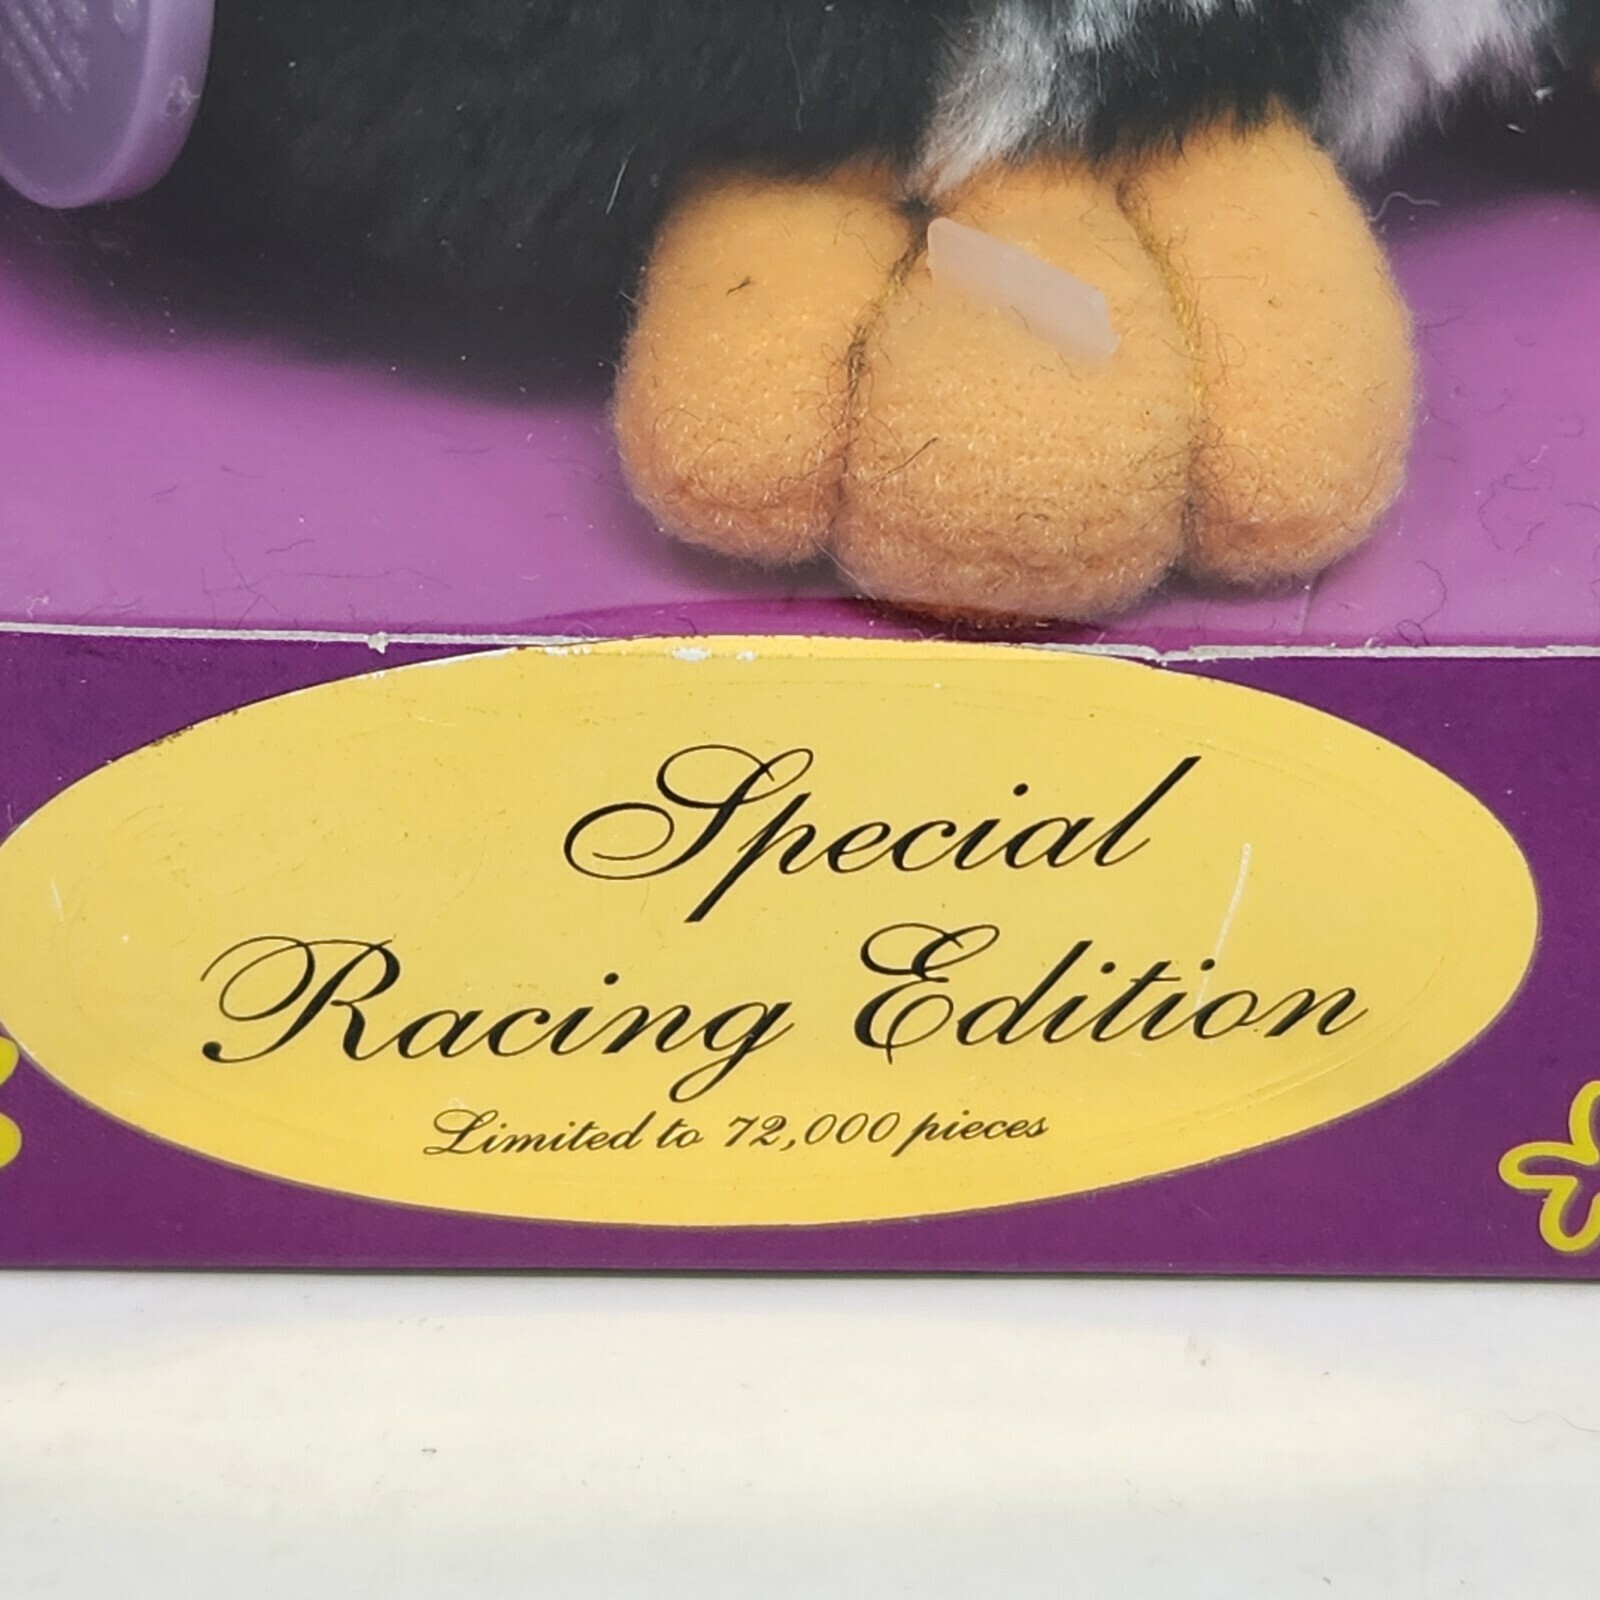 Special
Racing Edition
Limited to 72,000 pieces